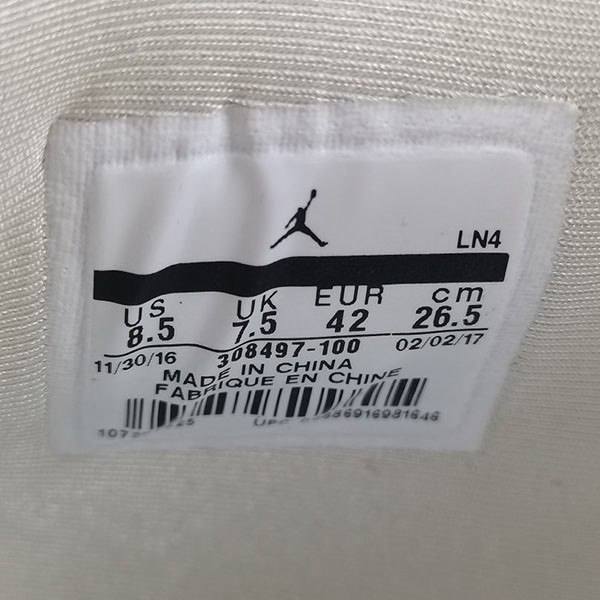 LN4
US UK EUR cm
8.5 7.5 42 26.5
11/30/16 308497-100 02/02/17
MADE IN CHINA
FABRIQUE EN CHINE
UPC